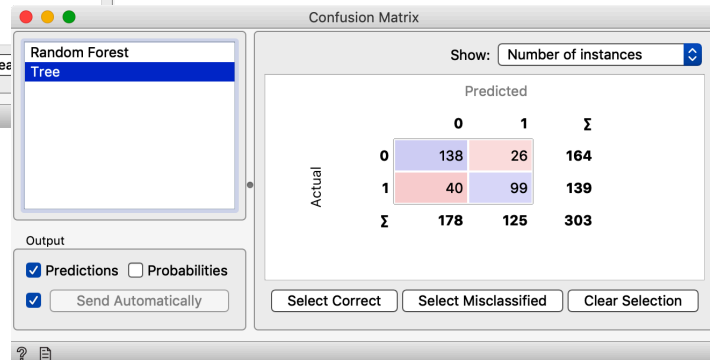 Confusion Matrix
Random Forest
Tree
Show: Number of instances
Predicted
0 1 Σ
Actual
0 138 26 164
1 40 99 139
Σ 178 125 303
Output
Predictions Probabilities
Send Automatically
Select Correct Select Misclassified Clear Selection
?